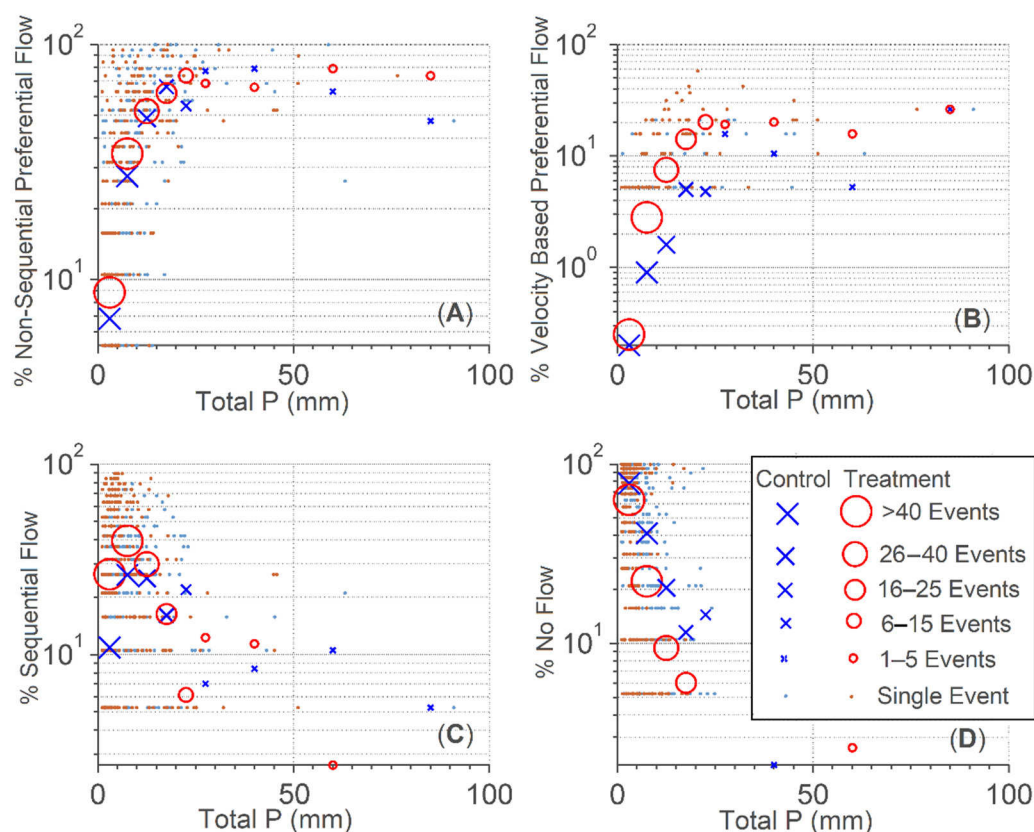 % Non-Sequential Preferential Flow
10²
10¹
0
50
100
Total P (mm)
(A)
% Velocity Based Preferential Flow
10²
10¹
10⁰
0
50
100
Total P (mm)
(B)
% Sequential Flow
10²
10¹
0
50
100
Total P (mm)
(C)
% No Flow
10²
10¹
0
50
100
Total P (mm)
(D)
Control Treatment
>40 Events
26–40 Events
16–25 Events
6–15 Events
1–5 Events
Single Event